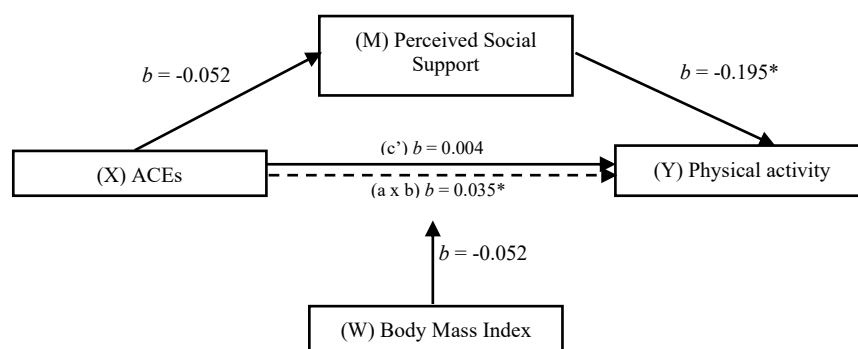 (M) Perceived Social
Support
b = -0.052
b = -0.195*
(c') b = 0.004
(X) ACEs
(Y) Physical activity
(a x b) b = 0.035*
b = -0.052
(W) Body Mass Index